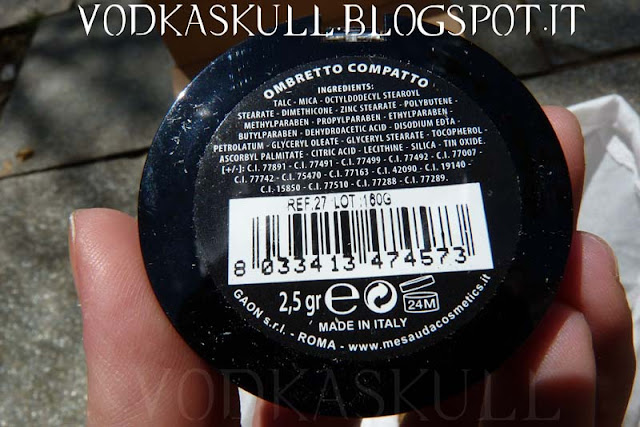 VODKASKULL.BLOGSPOT.IT
OMBRETTO COMPATTO
INGREDIENTS:
TALC - MICA - OCTYLDODECYL STEAROYL
STEARATE - DIMETHICONE - ZINC STEARATE - POLYBUTENE -
METHYLPARABEN - PROPYLPARABEN - ETHYLPARABEN -
BUTYLPARABEN - DEHYDROACETIC ACID - DISODIUM EDTA -
PETROLATUM - GLYCERYL OLEATE - GLYCERYL STEARATE - TOCOPHEROL -
ASCORBYL PALMITATE - CITRIC ACID - LECITHINE - SILICA - TIN OXIDE.
[+/-]: C.I. 77891 - C.I. 77491 - C.I. 77499 - C.I. 77492 - C.I. 77007 -
C.I. 77742 - C.I. 75470 - C.I. 77163 - C.I. 42090 - C.I. 19140 -
C.I. 15850 - C.I. 77510 - C.I. 77288 - C.I. 77289.
REF.27 LOT :180G
8 033413 474573
2,5 gr e 24M
MADE IN ITALY
GAON s.r.l. - ROMA - www.mesaudacosmetics.it
VODKASKULL